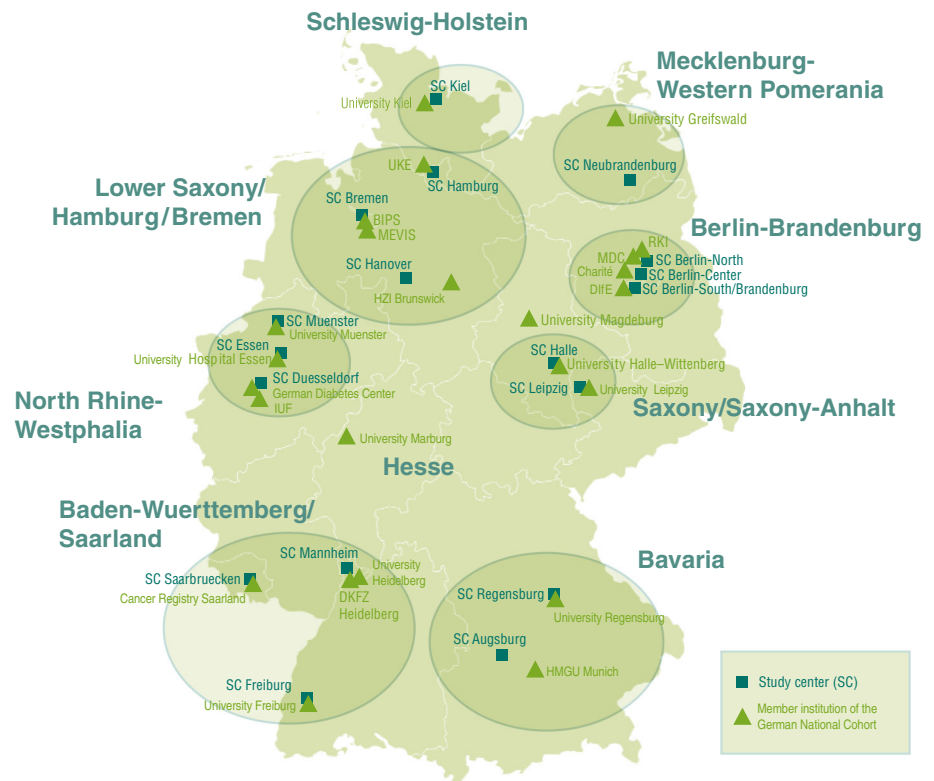 Schleswig-Holstein
SC Kiel
University Kiel
Mecklenburg-
Western Pomerania
University Greifswald
SC Neubrandenburg
Lower Saxony/
Hamburg/Bremen
UKE
SC Hamburg
SC Bremen
BIPS
MEVIS
SC Hanover
HZI Brunswick
Berlin-Brandenburg
RKI
MDC
SC Berlin-North
Charité
SC Berlin-Center
DIfE
SC Berlin-South/Brandenburg
University Magdeburg
SC Muenster
University Muenster
SC Essen
University Hospital Essen
SC Duesseldorf
German Diabetes Center
IUF
North Rhine-
Westphalia
SC Halle
University Halle–Wittenberg
SC Leipzig
University Leipzig
Saxony/Saxony-Anhalt
University Marburg
Hesse
Baden-Wuerttemberg/
Saarland
SC Mannheim
University
Heidelberg
SC Saarbruecken
Cancer Registry Saarland
DKFZ
Heidelberg
SC Freiburg
University Freiburg
Bavaria
SC Regensburg
University Regensburg
SC Augsburg
HMGU Munich
Study center (SC)
Member institution of the
German National Cohort